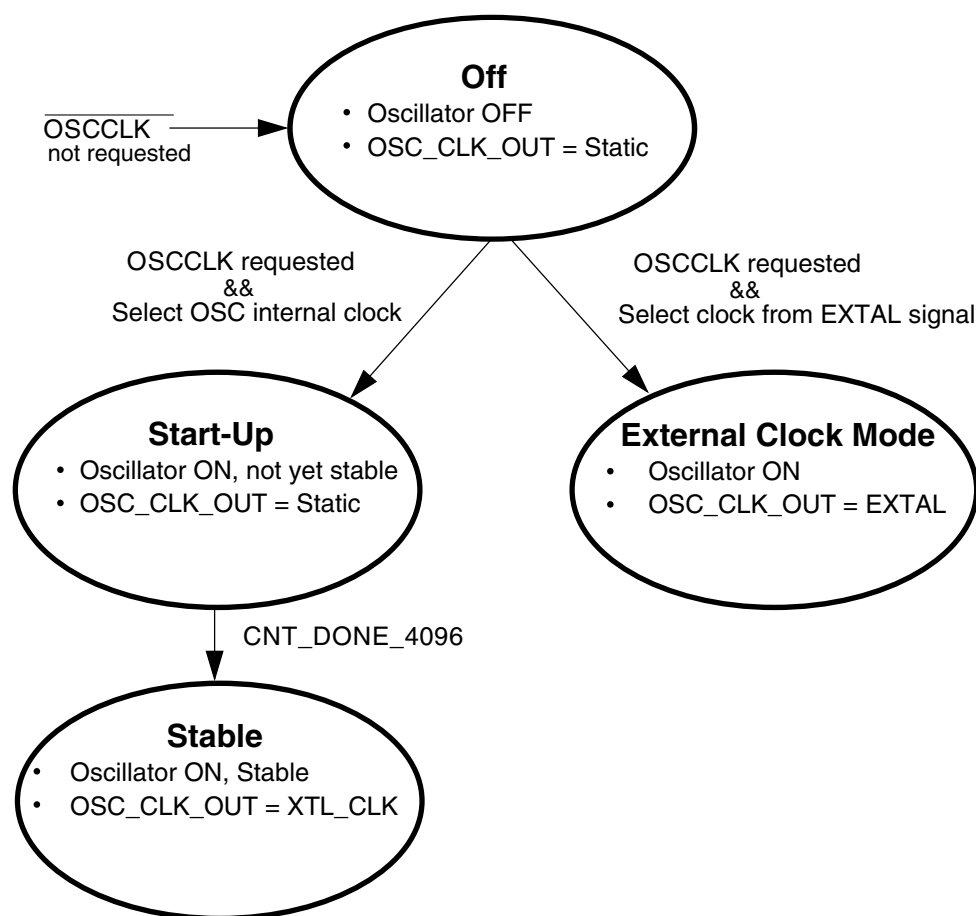 Off
• Oscillator OFF
• OSC_CLK_OUT = Static
OSCCLK
not requested
OSCCLK requested
&&
Select OSC internal clock
OSCCLK requested
&&
Select clock from EXTAL signal
Start-Up
• Oscillator ON, not yet stable
• OSC_CLK_OUT = Static
External Clock Mode
• Oscillator ON
• OSC_CLK_OUT = EXTAL
CNT_DONE_4096
Stable
• Oscillator ON, Stable
• OSC_CLK_OUT = XTL_CLK